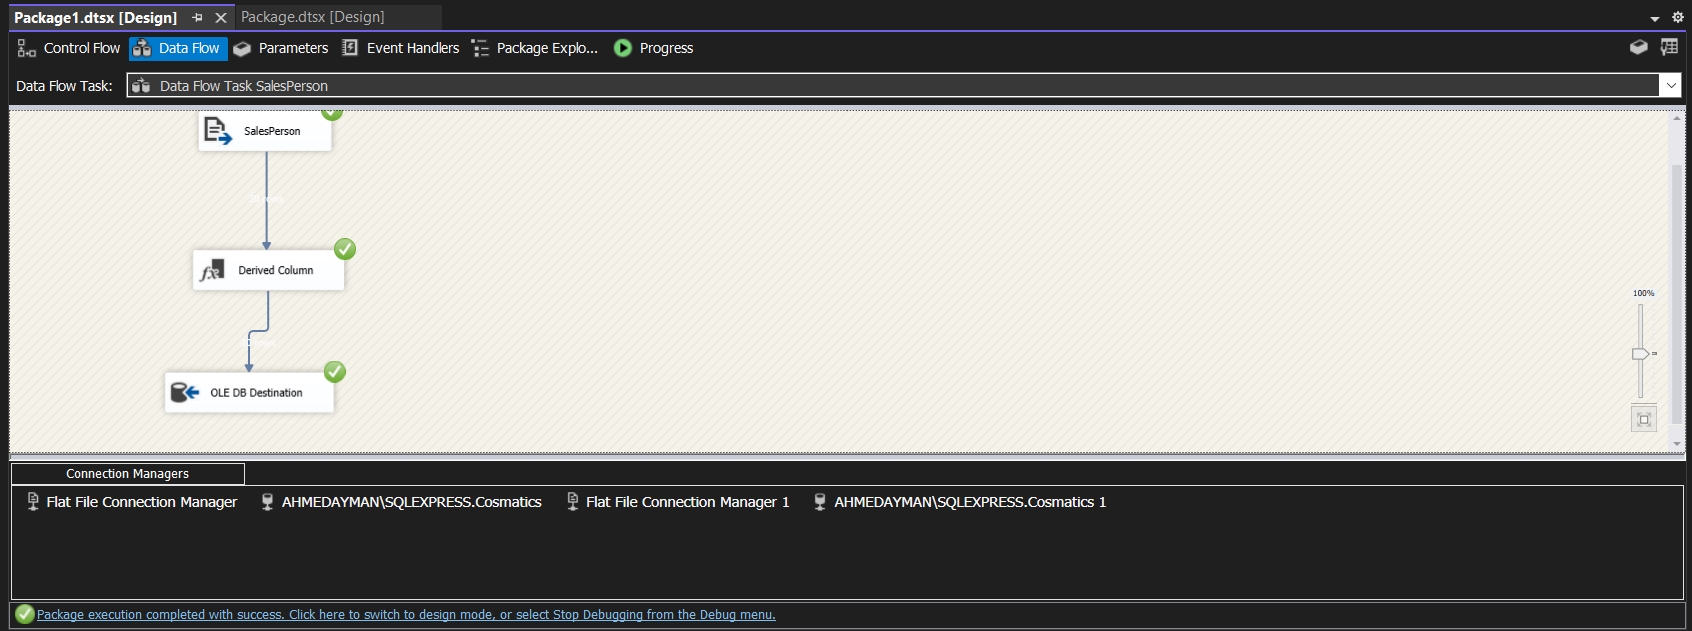 Package1.dtsx [Design] Package.dtsx [Design]
Control Flow Data Flow Parameters Event Handlers Package Explo... Progress
Data Flow Task: Data Flow Task SalesPerson
SalesPerson
Derived Column
100%
OLE DB Destination
Connection Managers
Flat File Connection Manager AHMEDAYMAN\SQLEXPRESS.Cosmatics Flat File Connection Manager 1 AHMEDAYMAN\SQLEXPRESS.Cosmatics 1
Package execution completed with success. Click here to switch to design mode, or select Stop Debugging from the Debug menu.